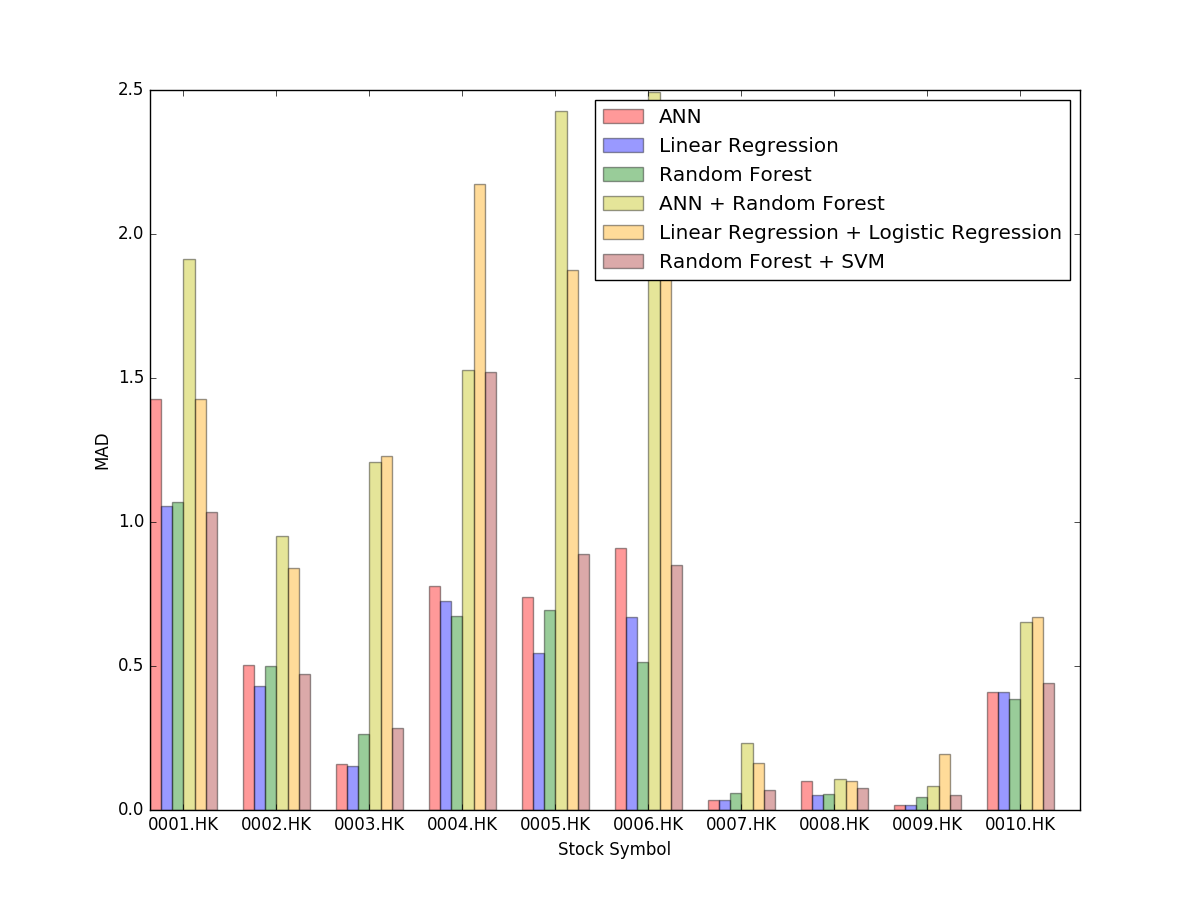 2.5
2.0
1.5
1.0
0.5
0.0
MAD
ANN
Linear Regression
Random Forest
ANN + Random Forest
Linear Regression + Logistic Regression
Random Forest + SVM
0001.HK 0002.HK 0003.HK 0004.HK 0005.HK 0006.HK 0007.HK 0008.HK 0009.HK 0010.HK
Stock Symbol